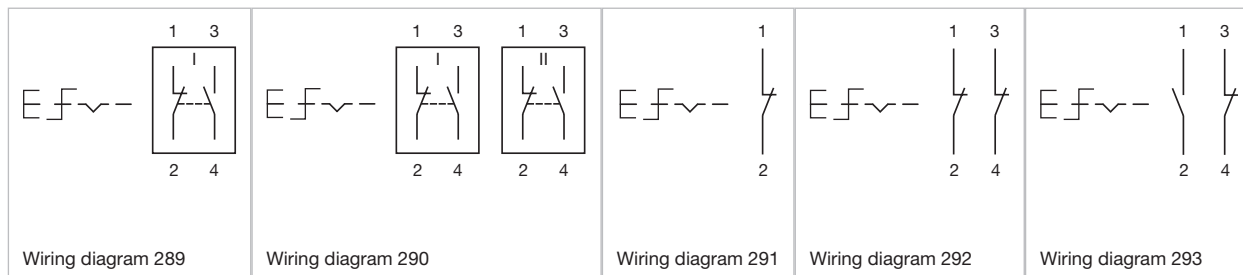 1 3
I
2 4
Wiring diagram 289
1 3
I
2 4
1 3
II
2 4
Wiring diagram 290
1
2
Wiring diagram 291
1 3
2 4
Wiring diagram 292
1 3
2 4
Wiring diagram 293